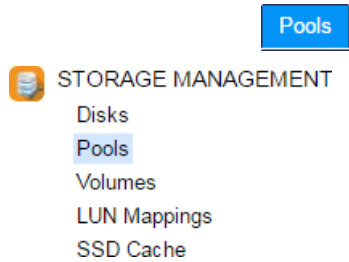 Pools
STORAGE MANAGEMENT
Disks
Pools
Volumes
LUN Mappings
SSD Cache